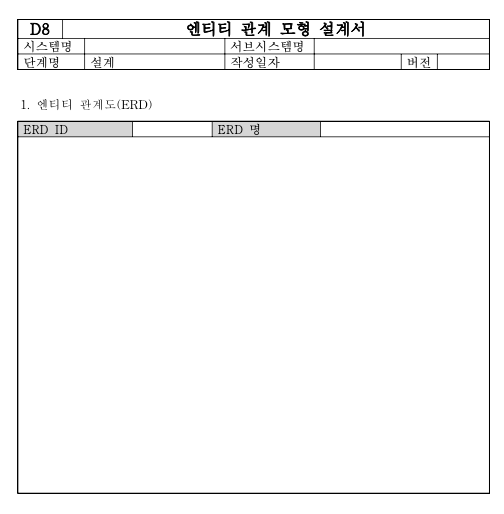 D8 엔티티 관계 모형 설계서
시스템명 서브시스템명
단계명 설계 작성일자 버전
1. 엔티티 관계도(ERD)
ERD ID ERD 명